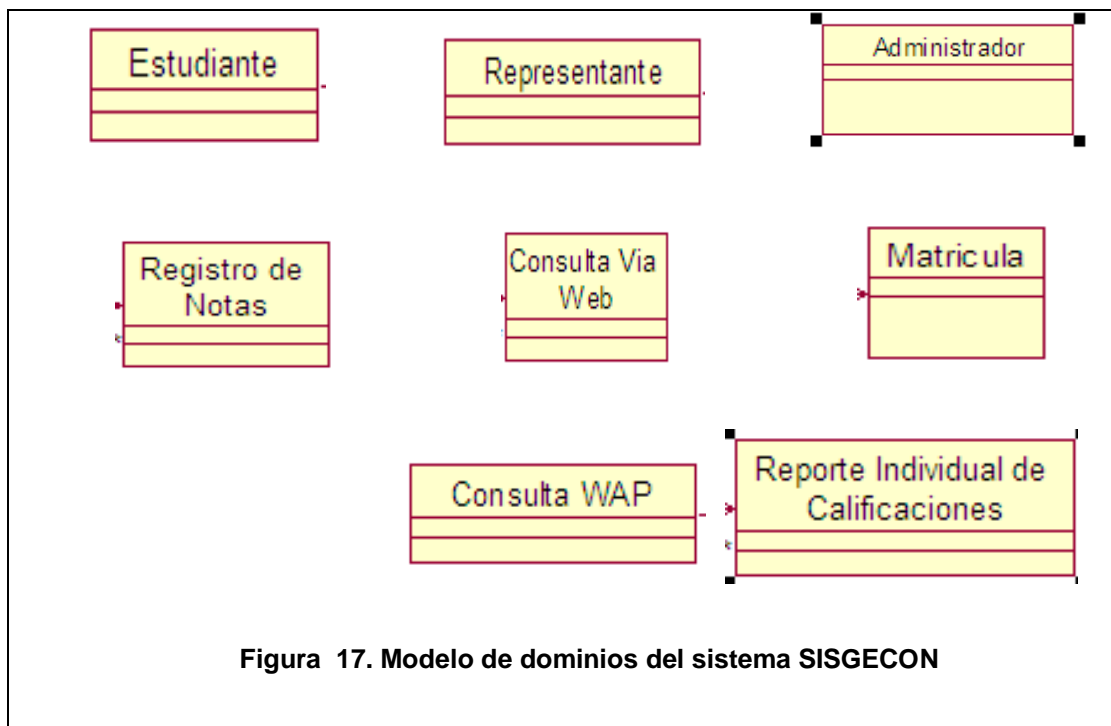 Estudiante
Representante
Administrador
Registro de
Notas
Consulta Via
Web
Matricula
Consulta WAP
Reporte Individual de
Calificaciones
Figura 17. Modelo de dominios del sistema SISGECON